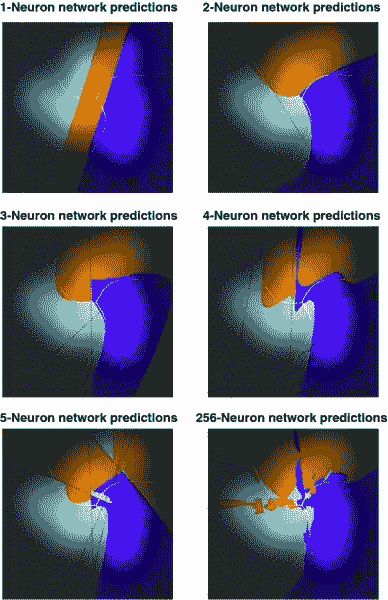 1-Neuron network predictions
2-Neuron network predictions
3-Neuron network predictions
4-Neuron network predictions
5-Neuron network predictions
256-Neuron network predictions